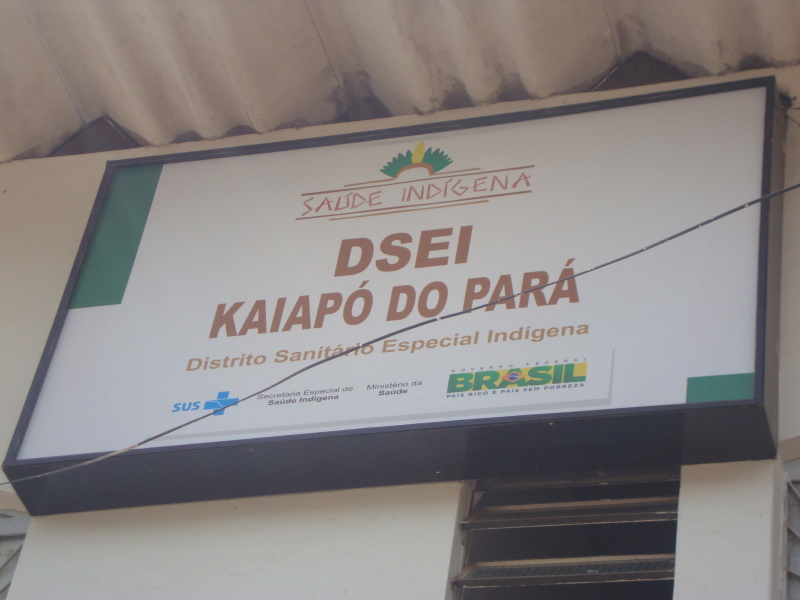 SAÚDE INDÍGENA
DSEI
KAIAPÓ DO PARÁ
Distrito Sanitário Especial Indígena
SUS
Secretaria Especial de
Saúde Indígena
Ministério da
Saúde
GOVERNO FEDERAL
BRASIL
PAÍS RICO É PAÍS SEM POBREZA